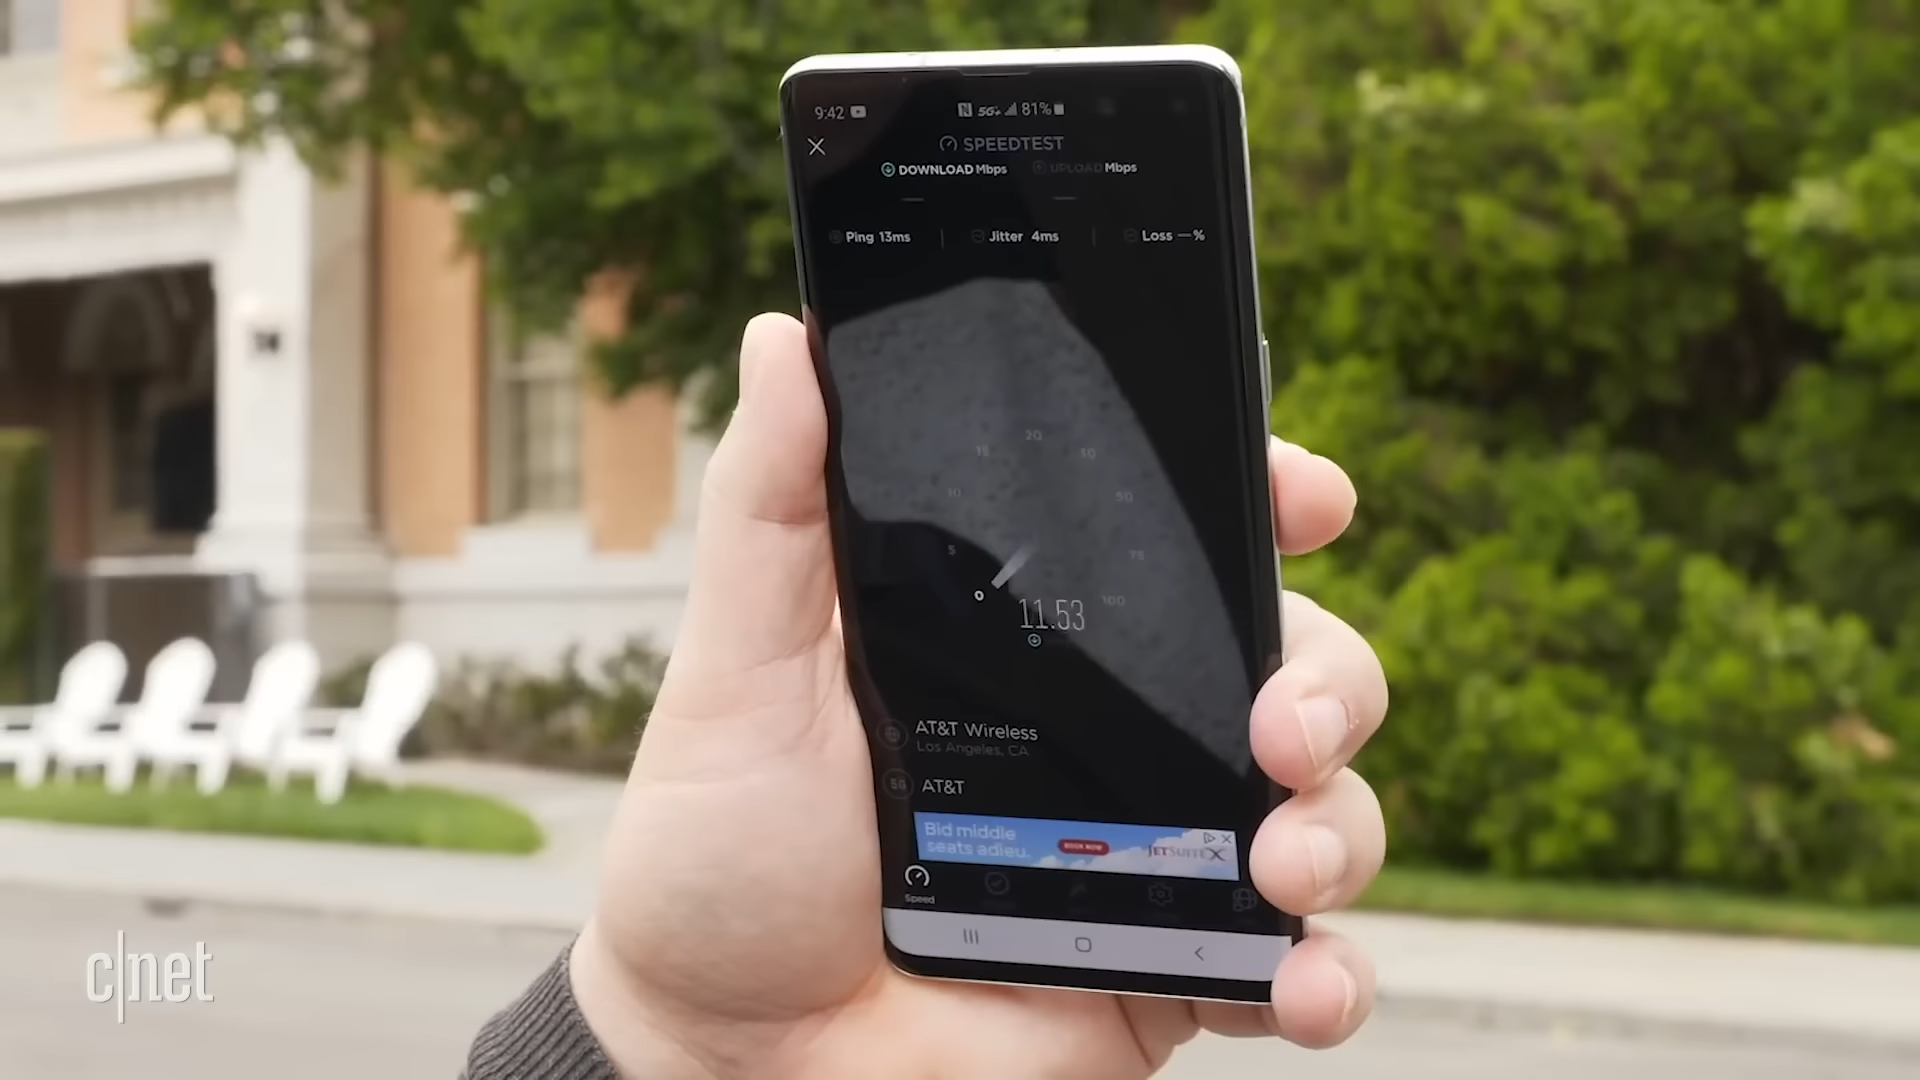 9:42 N 5G+ 81%
SPEEDTEST
DOWNLOAD Mbps UPLOAD Mbps
Ping 13ms Jitter 4ms Loss — %
20
15
10
50
5
75
0
11.53
100
AT&T Wireless
Los Angeles, CA
5G AT&T
Bid middle
seats adieu.
BOOK NOW
JETSUITEX
Speed
c|net